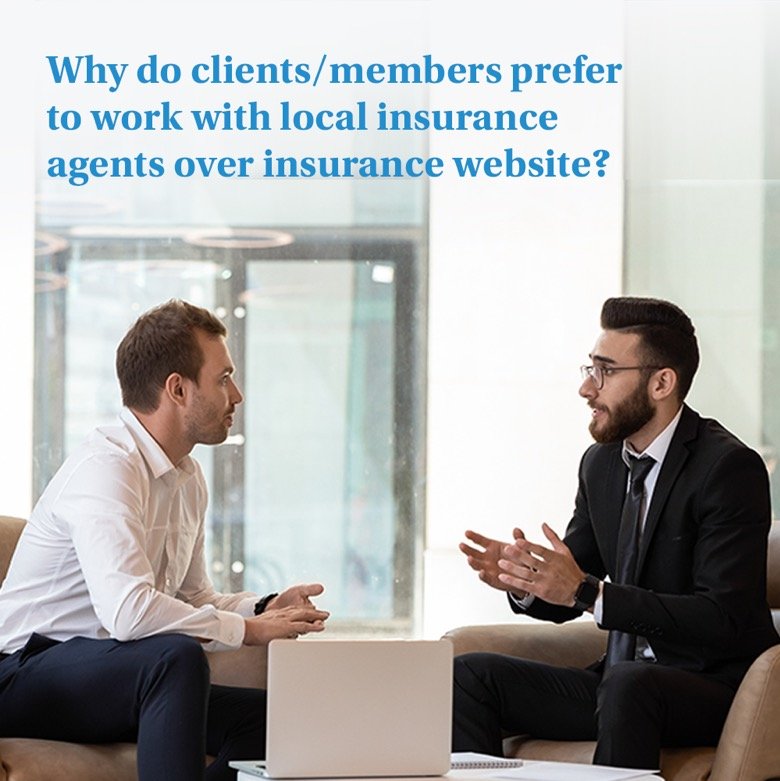 Why do clients/members prefer
to work with local insurance
agents over insurance website?